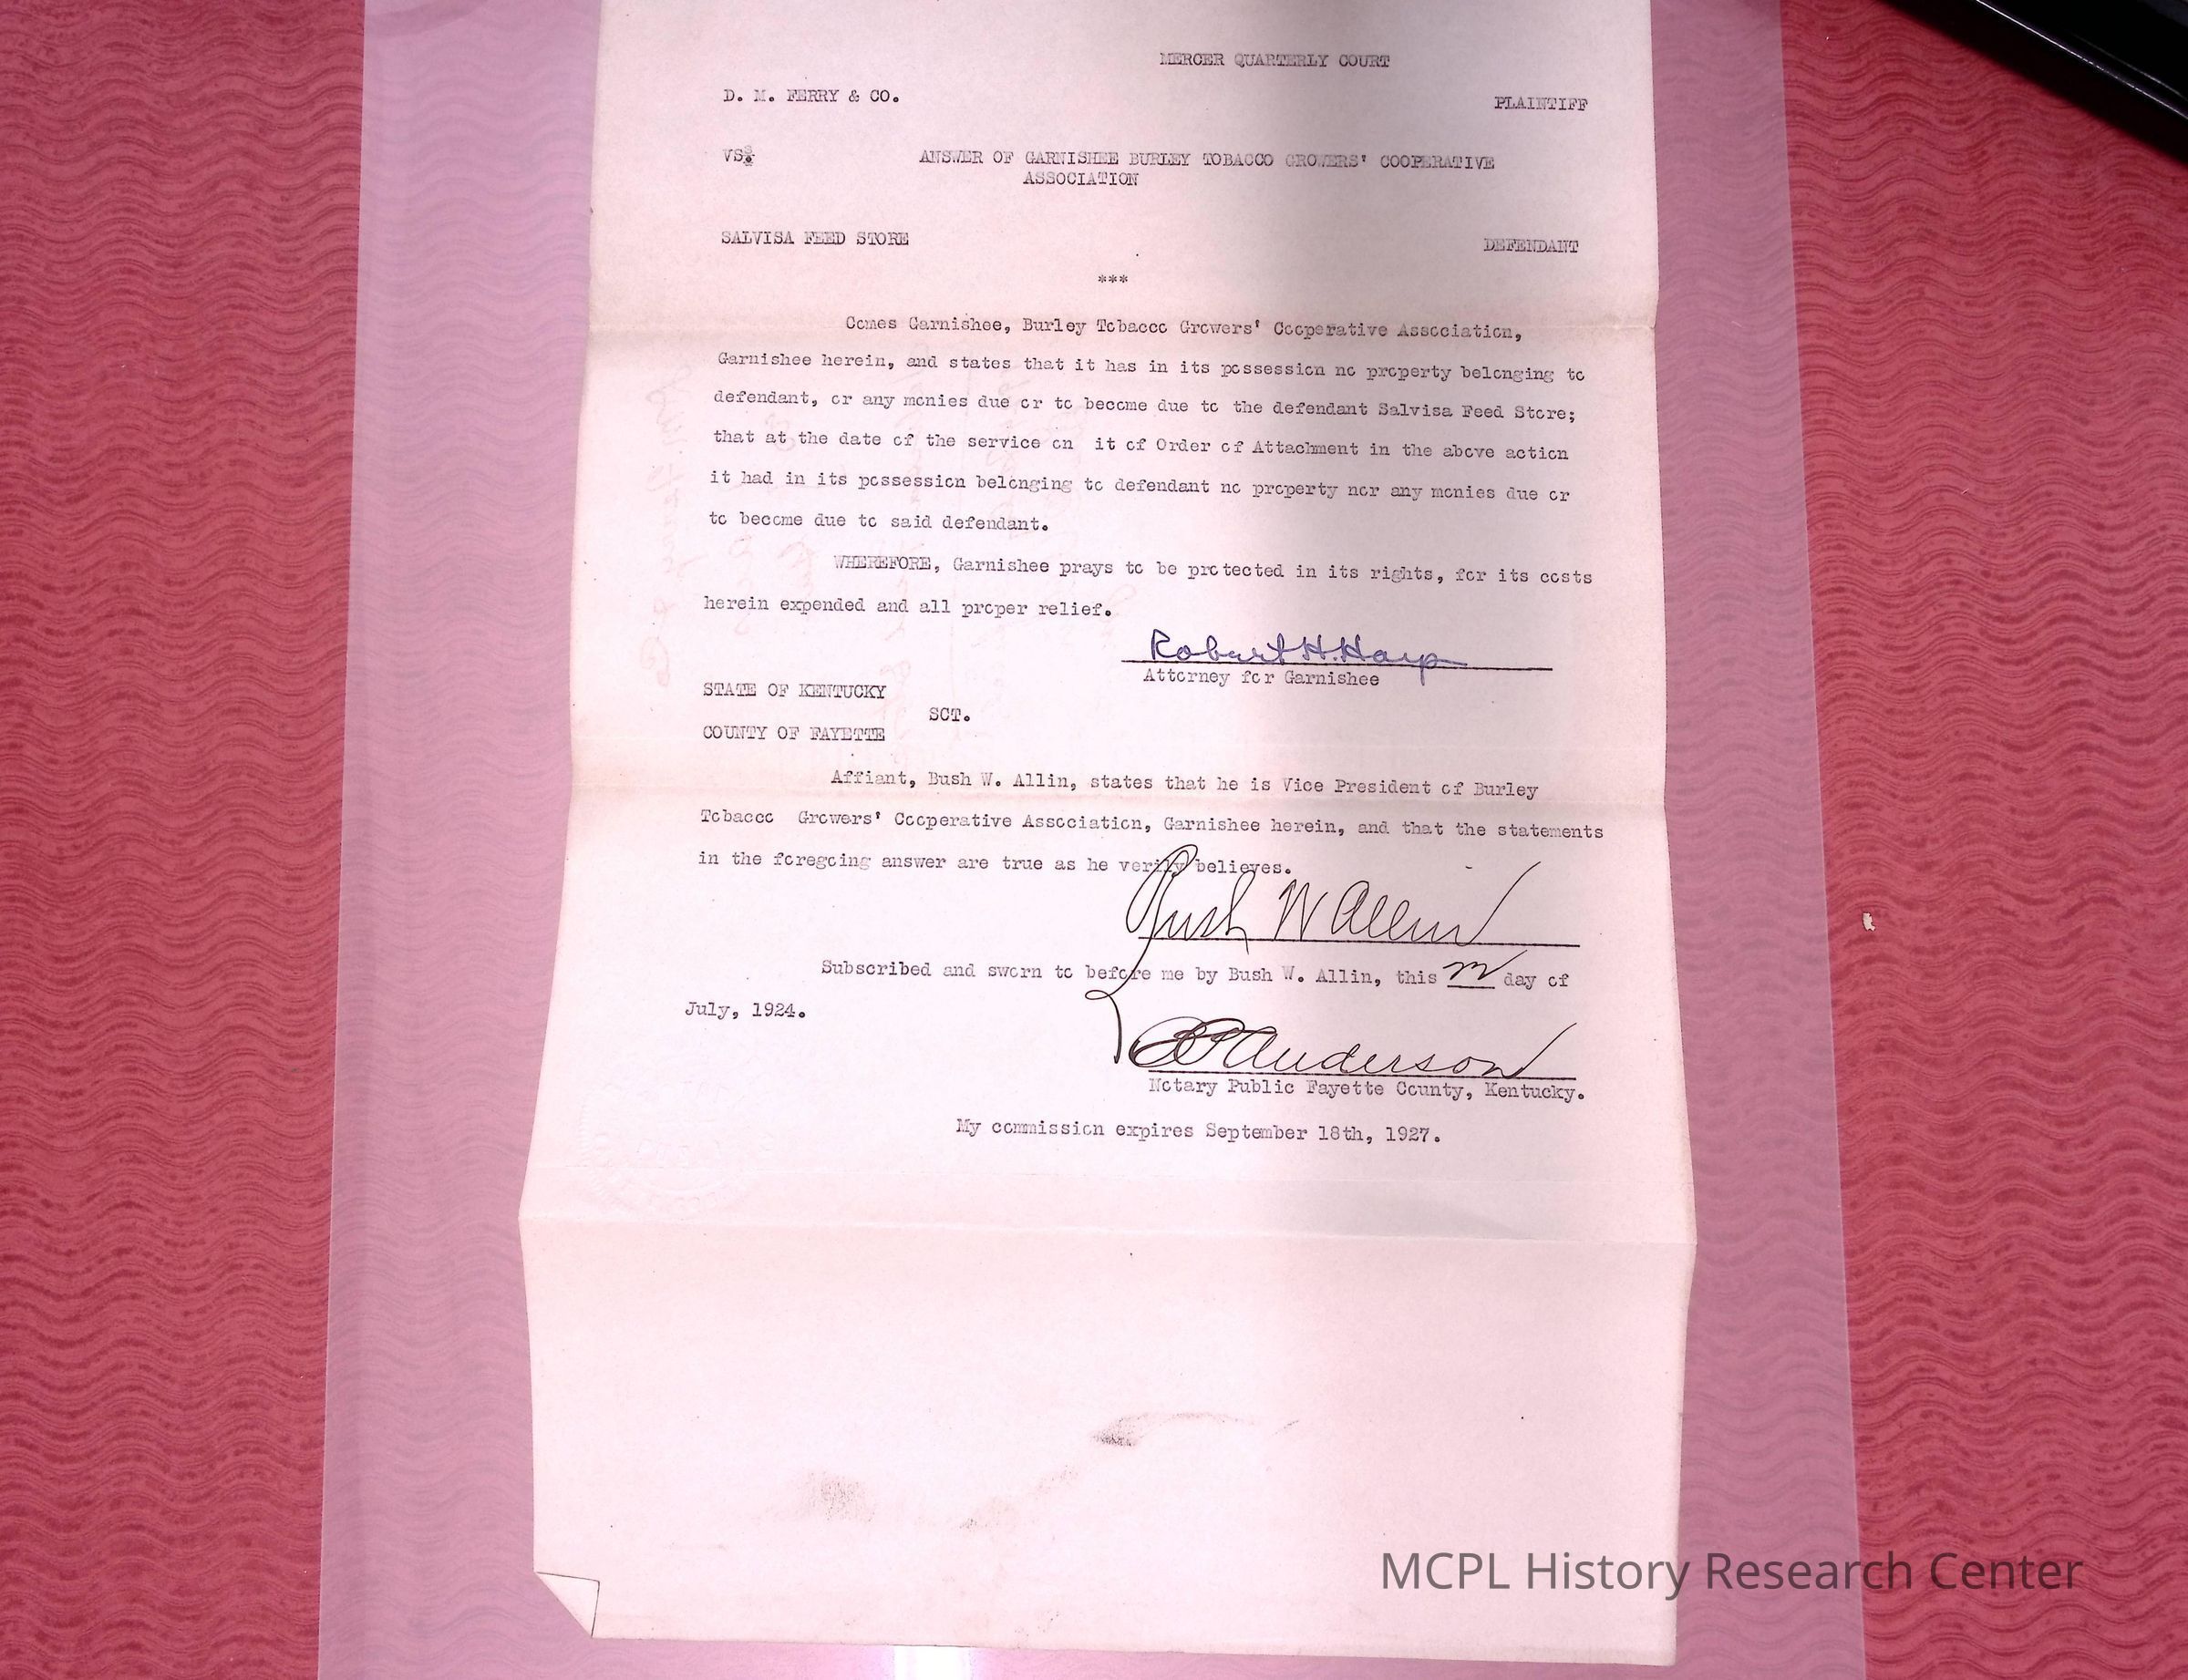 MERCER QUARTERLY COURT
D. M. FERRY & CO. PLAINTIFF
VS. ANSWER OF GARNISHEE BURLEY TOBACCO GROWERS' COOPERATIVE
ASSOCIATION
SALVISA FEED STORE DEFENDANT
***
Comes Garnishee, Burley Tobacco Growers' Cooperative Association,
Garnishee herein, and states that it has in its possession no property belonging to
defendant, or any monies due or to become due to the defendant Salvisa Feed Store;
that at the date of the service on it of Order of Attachment in the above action
it had in its possession belonging to defendant no property nor any monies due or
to become due to said defendant.
WHEREFORE, Garnishee prays to be protected in its rights, for its costs
herein expended and all proper relief.
Robert H. Harp
Attorney for Garnishee
STATE OF KENTUCKY
SCT.
COUNTY OF FAYETTE
Affiant, Bush W. Allin, states that he is Vice President of Burley
Tobacco Growers' Cooperative Association, Garnishee herein, and that the statements
in the foregoing answer are true as he verily believes.
Bush W Allin
Subscribed and sworn to before me by Bush W. Allin, this day of
July, 1924.
Anderson
Notary Public Fayette County, Kentucky.
My commission expires September 18th, 1927.
MCPL History Research Center